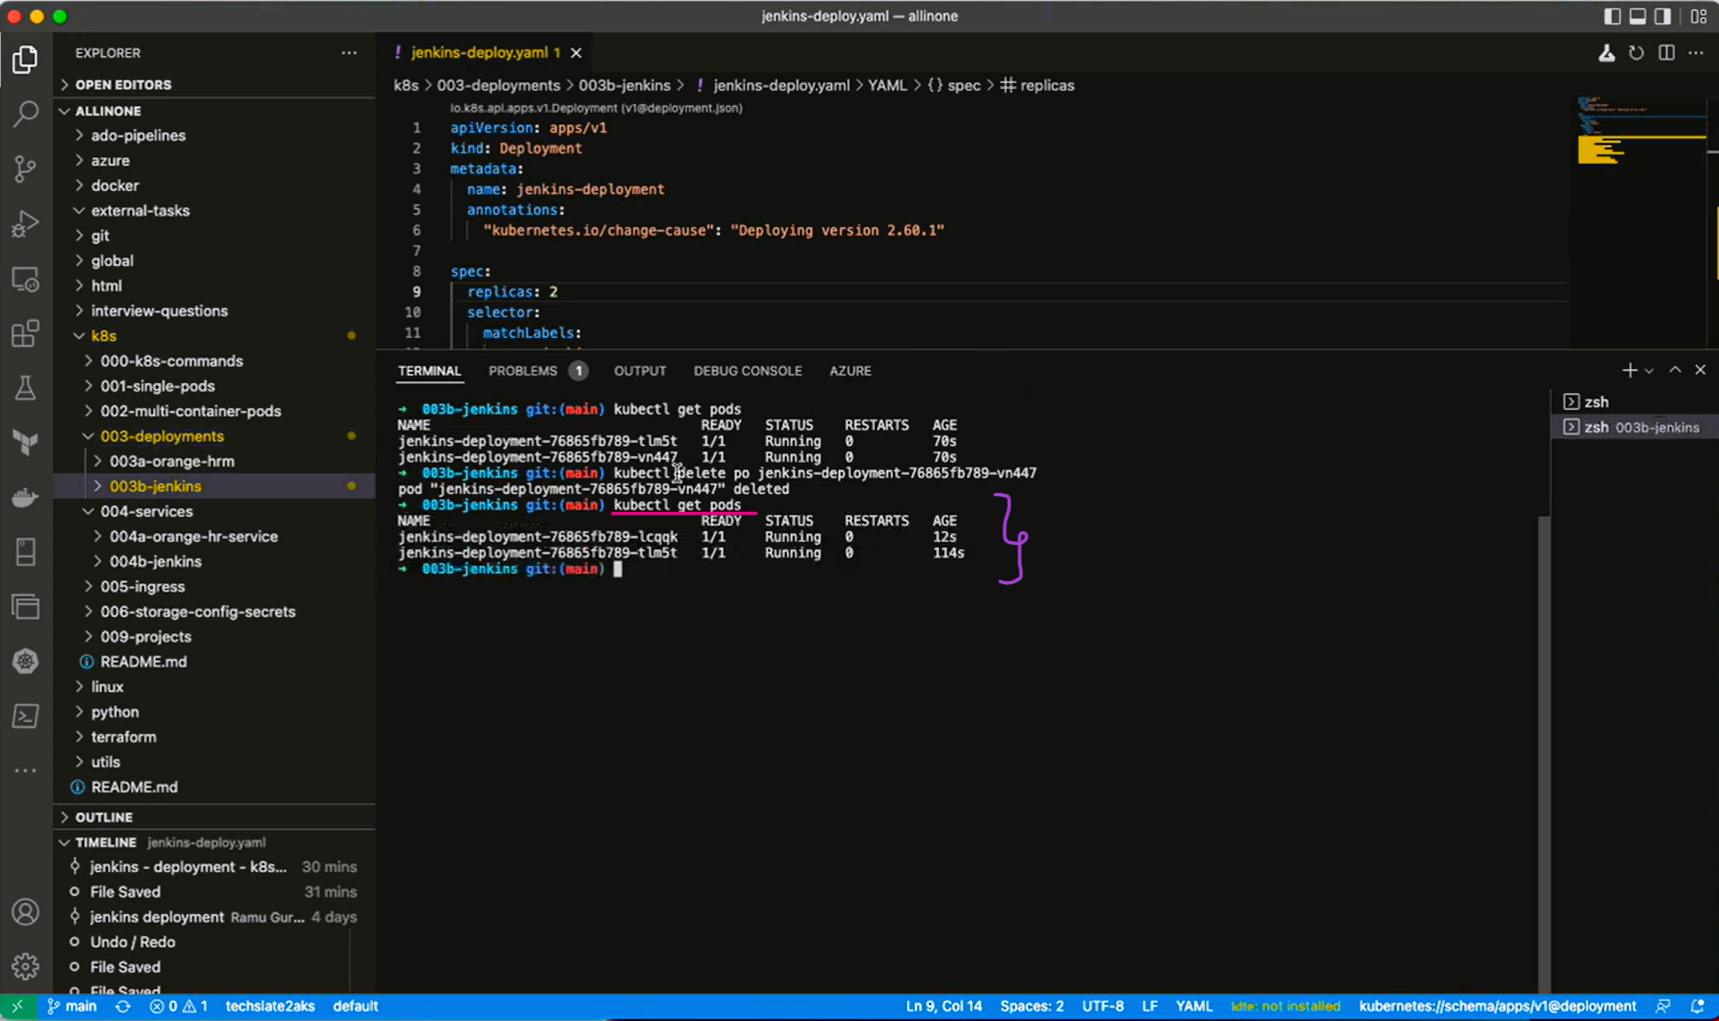 jenkins-deploy.yaml — allinone
EXPLORER
OPEN EDITORS
ALLINONE
ado-pipelines
azure
docker
external-tasks
git
global
html
interview-questions
k8s
000-k8s-commands
001-single-pods
002-multi-container-pods
003-deployments
003a-orange-hrm
003b-jenkins
004-services
004a-orange-hr-service
004b-jenkins
005-ingress
006-storage-config-secrets
009-projects
README.md
linux
python
terraform
utils
README.md
OUTLINE
TIMELINE jenkins-deploy.yaml
jenkins - deployment - k8s... 30 mins
File Saved 31 mins
jenkins deployment Ramu Gur... 4 days
Undo / Redo
File Saved
File Saved
! jenkins-deploy.yaml 1
k8s > 003-deployments > 003b-jenkins > ! jenkins-deploy.yaml > YAML > {} spec > # replicas
io.k8s.api.apps.v1.Deployment (v1@deployment.json)
1 apiVersion: apps/v1
2 kind: Deployment
3 metadata:
4 name: jenkins-deployment
5 annotations:
6 "kubernetes.io/change-cause": "Deploying version 2.60.1"
7
8 spec:
9 replicas: 2
10 selector:
11 matchLabels:
TERMINAL PROBLEMS 1 OUTPUT DEBUG CONSOLE AZURE
→ 003b-jenkins git:(main) kubectl get pods
NAME READY STATUS RESTARTS AGE
jenkins-deployment-76865fb789-tlm5t 1/1 Running 0 70s
jenkins-deployment-76865fb789-vn447 1/1 Running 0 70s
→ 003b-jenkins git:(main) kubectl delete po jenkins-deployment-76865fb789-vn447
pod "jenkins-deployment-76865fb789-vn447" deleted
→ 003b-jenkins git:(main) kubectl get pods
NAME READY STATUS RESTARTS AGE
jenkins-deployment-76865fb789-lcqqk 1/1 Running 0 12s
jenkins-deployment-76865fb789-tlm5t 1/1 Running 0 114s
→ 003b-jenkins git:(main)
zsh
zsh 003b-jenkins
main 0 1 techslate2aks default Ln 9, Col 14 Spaces: 2 UTF-8 LF YAML kite: not installed kubernetes://schema/apps/v1@deployment